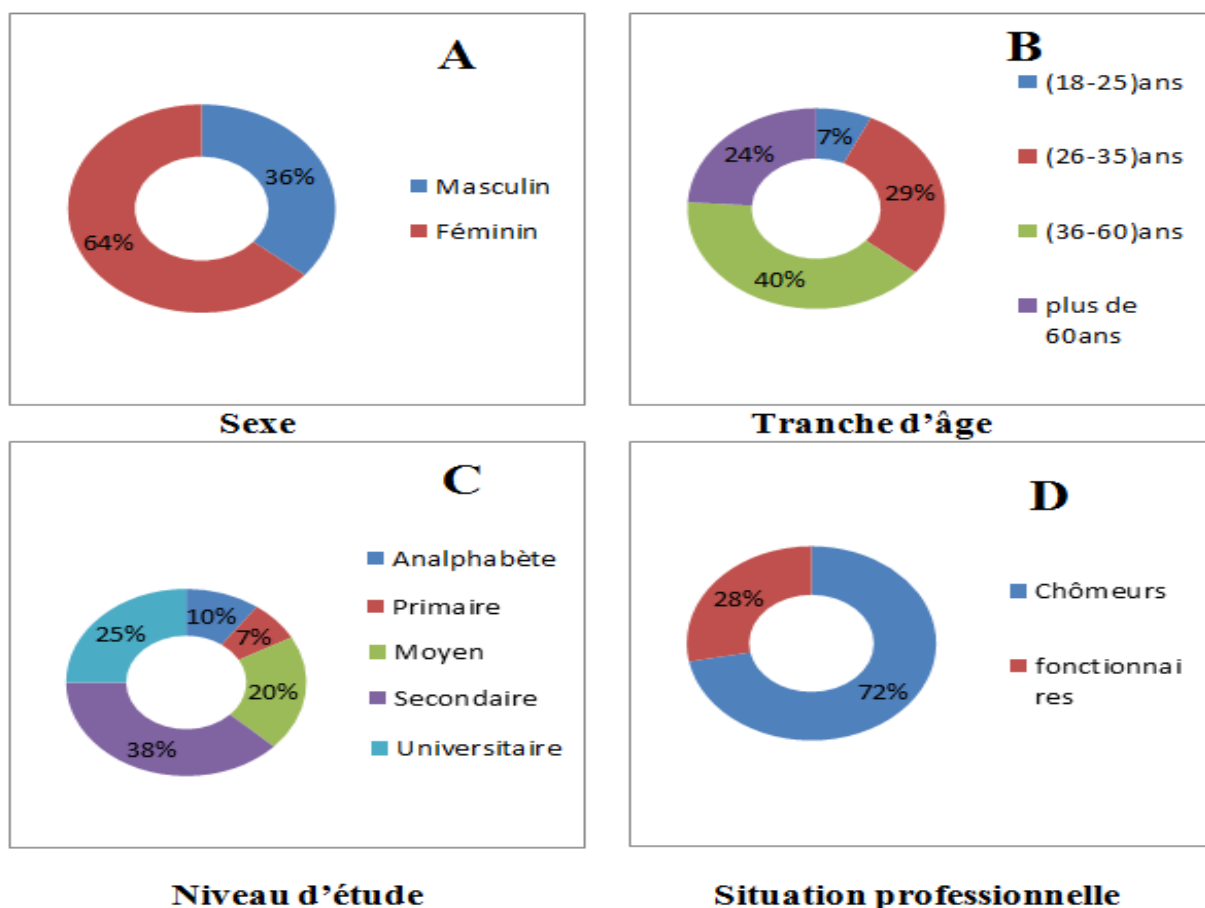 A
36%
64%
Masculin
Féminin
Sexe
B
7%
29%
40%
24%
(18-25)ans
(26-35)ans
(36-60)ans
plus de
60ans
Tranche d'âge
C
10%
7%
20%
38%
25%
Analphabète
Primaire
Moyen
Secondaire
Universitaire
Niveau d'étude
D
28%
72%
Chômeurs
fonctionnai
res
Situation professionnelle